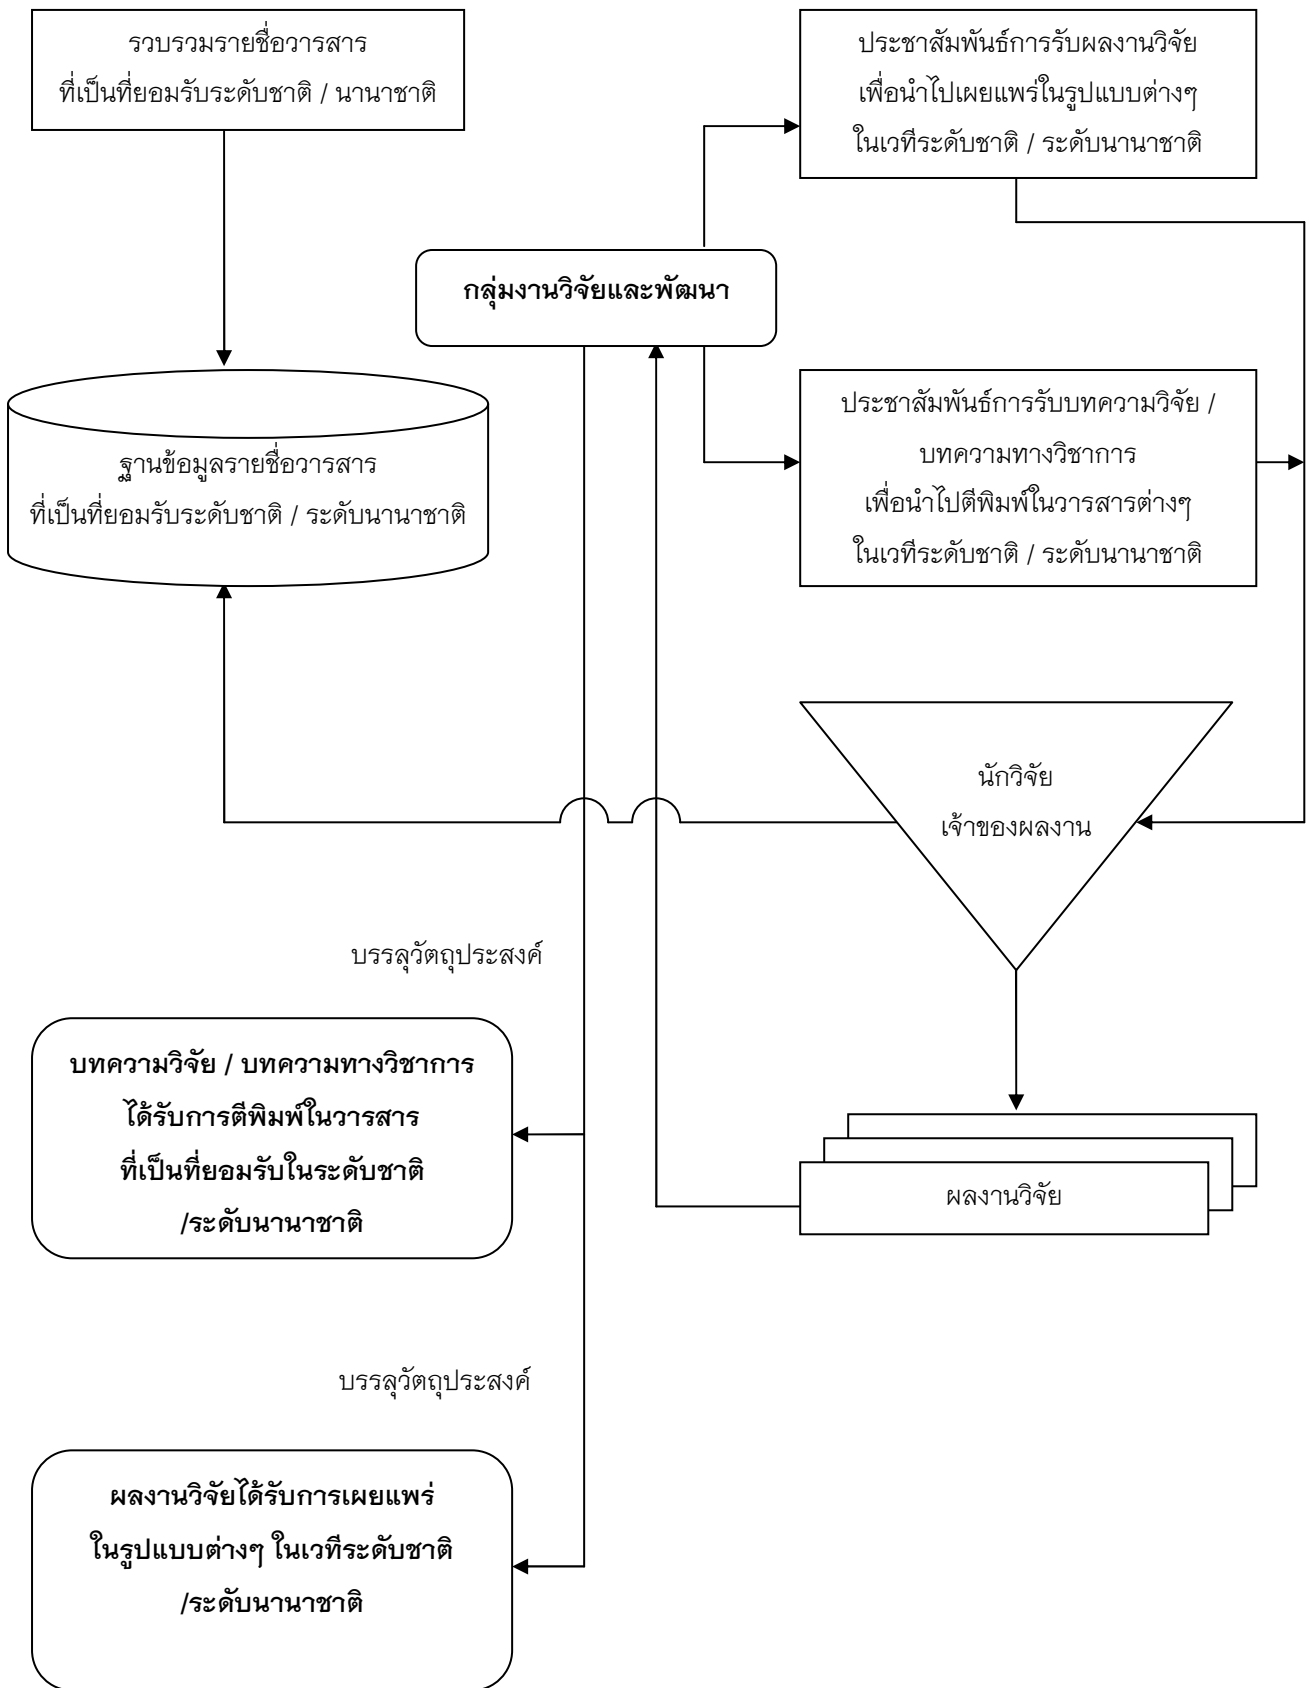 รวบรวมรายชื่อวารสาร
ที่เป็นที่ยอมรับระดับชาติ / นานาชาติ
ประชาสัมพันธ์การรับผลงานวิจัย
เพื่อนำไปเผยแพร่ในรูปแบบต่างๆ
ในเวทีระดับชาติ / ระดับนานาชาติ
กลุ่มงานวิจัยและพัฒนา
ฐานข้อมูลรายชื่อวารสาร
ที่เป็นที่ยอมรับระดับชาติ / ระดับนานาชาติ
ประชาสัมพันธ์การรับบทความวิจัย /
บทความทางวิชาการ
เพื่อนำไปตีพิมพ์ในวารสารต่างๆ
ในเวทีระดับชาติ / ระดับนานาชาติ
นักวิจัย
เจ้าของผลงาน
บรรลุวัตถุประสงค์
บทความวิจัย / บทความทางวิชาการ
ได้รับการตีพิมพ์ในวารสาร
ที่เป็นที่ยอมรับในระดับชาติ
/ระดับนานาชาติ
ผลงานวิจัย
บรรลุวัตถุประสงค์
ผลงานวิจัยได้รับการเผยแพร่
ในรูปแบบต่างๆ ในเวทีระดับชาติ
/ระดับนานาชาติ